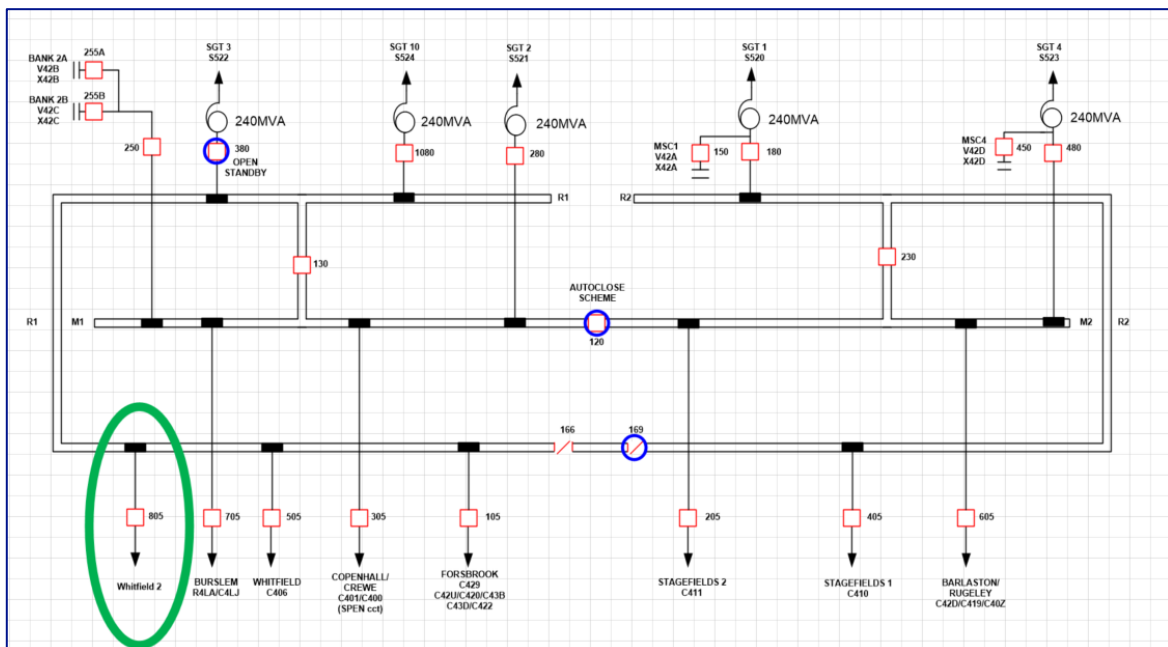 BANK 2A
V42B
X42B
255A
BANK 2B
V42C
X42C
255B
250
SGT 3
S522
240MVA
380
OPEN
STANDBY
SGT 10
S524
240MVA
1080
SGT 2
S521
240MVA
280
SGT 1
S520
240MVA
MSC1
V42A
X42A
150
180
SGT 4
S523
240MVA
MSC4
V42D
X42D
450
480
R1
R2
130
230
AUTOCLOSE
SCHEME
120
R1
M1
M2
R2
166
169
805
Whitfield 2
705
BURSLEM
R4LA/C4LJ
505
WHITFIELD
C406
305
COPENHALL/
CREWE
C401/C400
(SPEN cct)
105
FORSBROOK
C429
C42U/C420/C43B
C43D/C422
205
STAGEFIELDS 2
C411
405
STAGEFIELDS 1
C410
605
BARLASTON/
RUGELEY
C42D/C419/C40Z